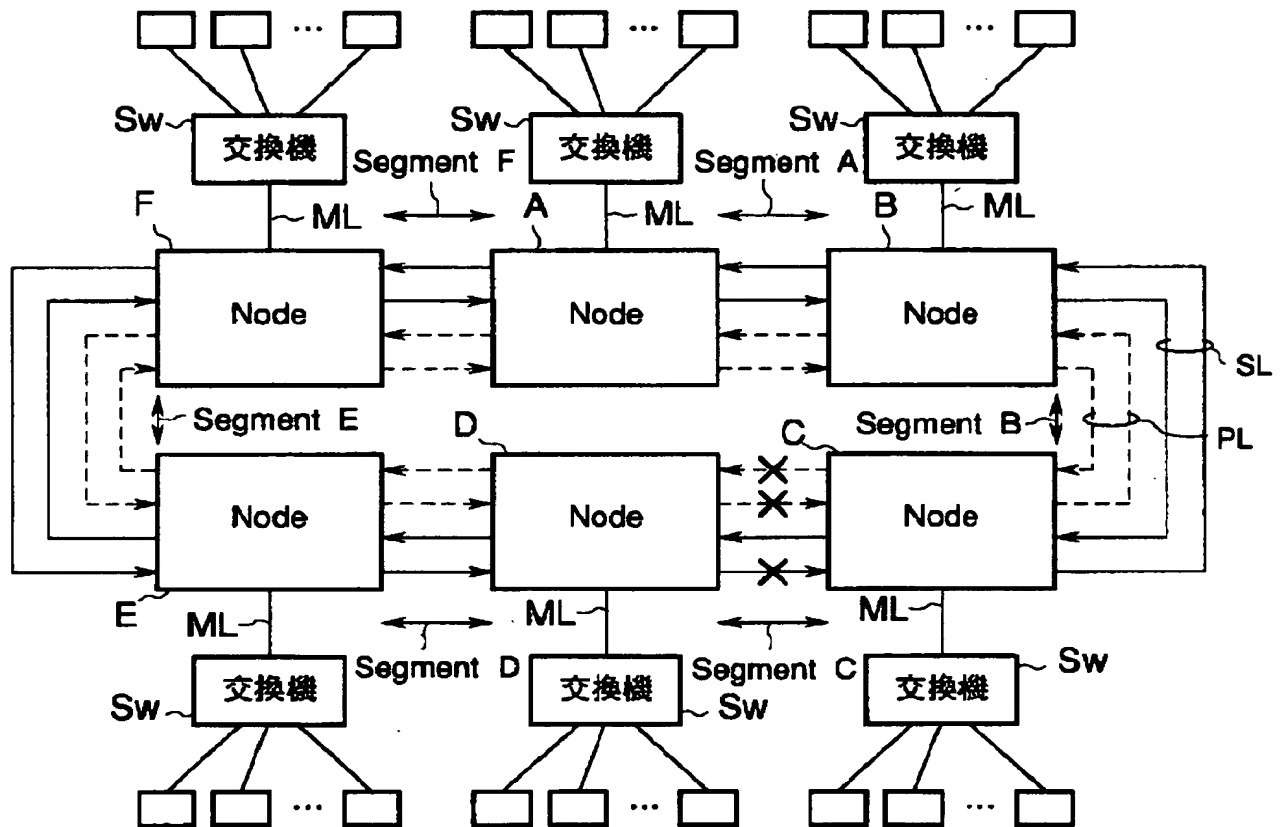 … … …
Sw 交換機 Sw 交換機 Sw 交換機
Segment F Segment A
F ML A ML B ML
Node Node Node
SL
Segment E D C Segment B PL
Node Node Node
E ML ML ML
Segment D Segment C
Sw 交換機 交換機 Sw 交換機 Sw
… … …